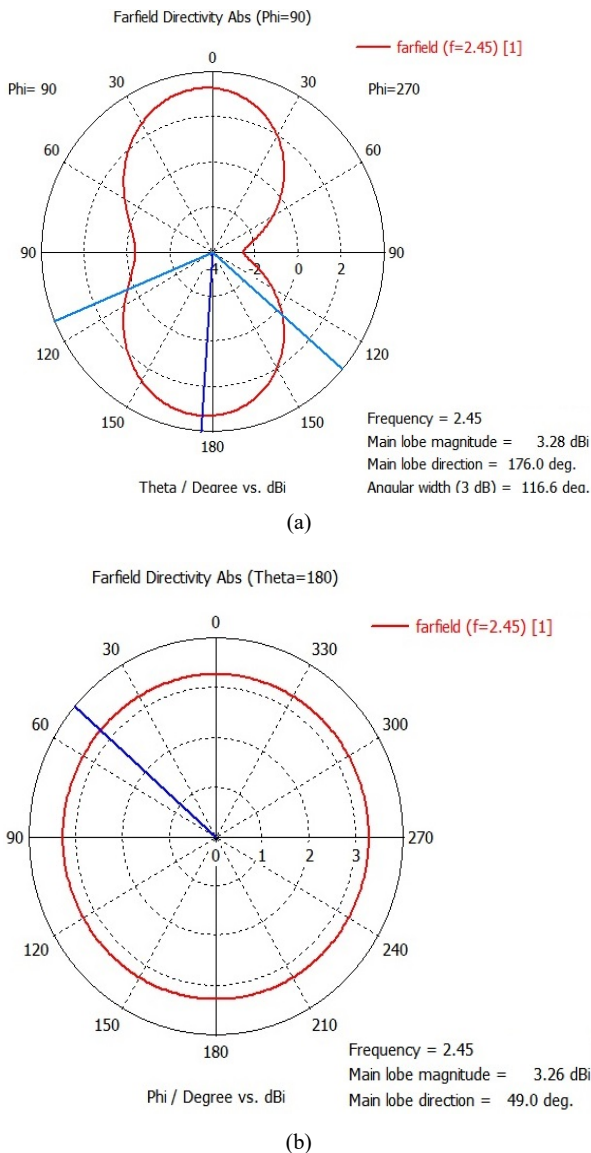 Farfield Directivity Abs (Phi=90)
farfield (f=2.45) [1]
0
30
30
Phi= 90
Phi=270
60
60
90
-4
-2
0
2
90
120
120
150
150
180
Frequency = 2.45
Main lobe magnitude = 3.28 dBi
Main lobe direction = 176.0 deg.
Angular width (3 dB) = 116.6 deg.
Theta / Degree vs. dBi
(a)
Farfield Directivity Abs (Theta=180)
farfield (f=2.45) [1]
0
30
330
60
300
90
0
1
2
3
270
120
240
150
210
180
Frequency = 2.45
Main lobe magnitude = 3.26 dBi
Main lobe direction = 49.0 deg.
Phi / Degree vs. dBi
(b)